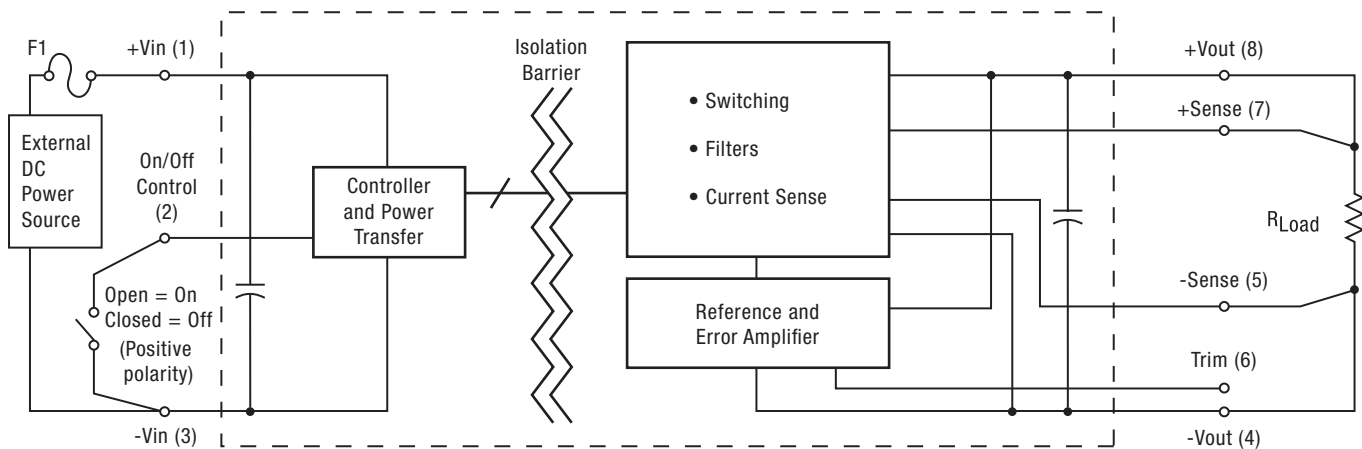 F1
+Vin (1)
External
DC
Power
Source
On/Off
Control
(2)
Open = On
Closed = Off
(Positive
polarity)
-Vin (3)
Controller
and Power
Transfer
Isolation
Barrier
• Switching
• Filters
• Current Sense
Reference and
Error Amplifier
+Vout (8)
+Sense (7)
RLoad
-Sense (5)
Trim (6)
-Vout (4)